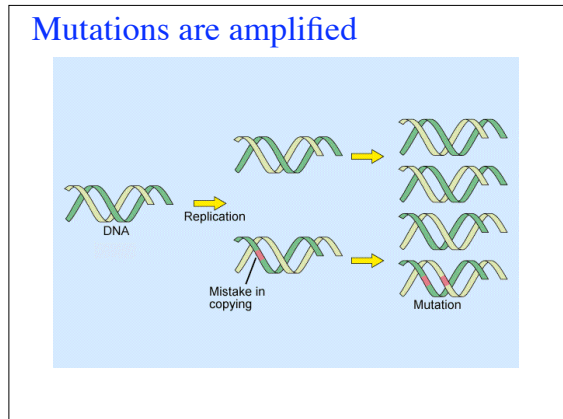 Mutations are amplified
DNA
Replication
Mistake in
copying
Mutation